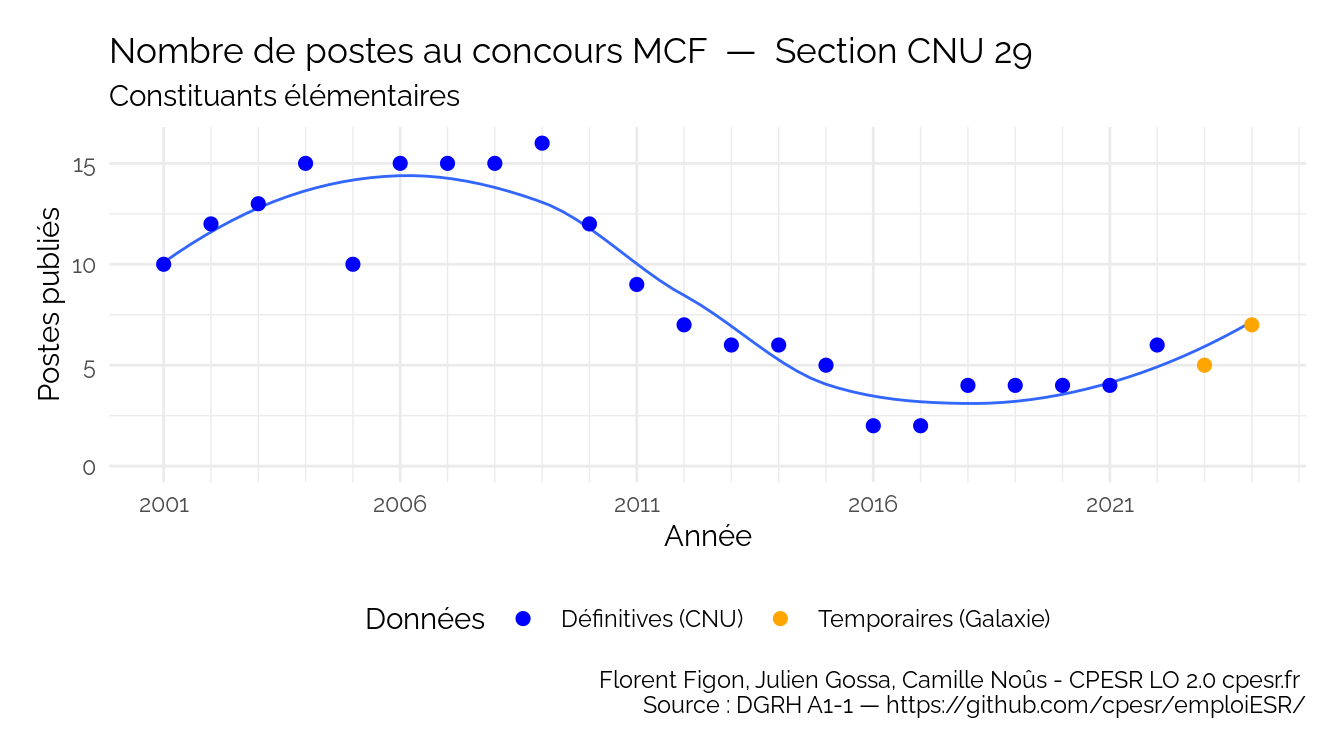 Nombre de postes au concours MCF — Section CNU 29
Constituants élémentaires
Postes publiés
15
10
5
0
2001 2006 2011 2016 2021
Année
Données Définitives (CNU) Temporaires (Galaxie)
Florent Figon, Julien Gossa, Camille Noûs - CPESR LO 2.0 cpesr.fr
Source : DGRH A1-1 — https://github.com/cpesr/emploiESR/